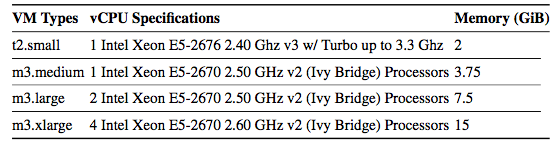 VM Types vCPU Specifications Memory (GiB)
t2.small 1 Intel Xeon E5-2676 2.40 Ghz v3 w/ Turbo up to 3.3 Ghz 2
m3.medium 1 Intel Xeon E5-2670 2.50 GHz v2 (Ivy Bridge) Processors 3.75
m3.large 2 Intel Xeon E5-2670 2.50 GHz v2 (Ivy Bridge) Processors 7.5
m3.xlarge 4 Intel Xeon E5-2670 2.60 GHz v2 (Ivy Bridge) Processors 15